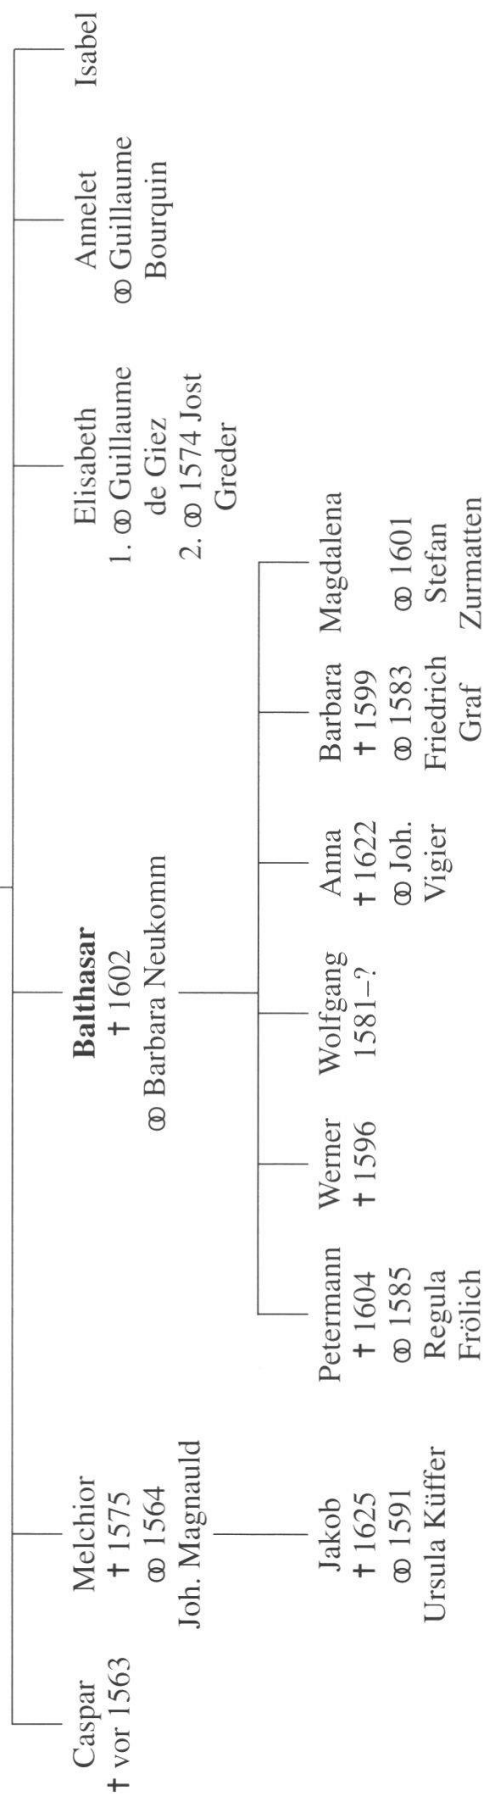 Caspar
† vor 1563
Melchior
† 1575
⚭ 1564
Joh. Magnauld
Balthasar
† 1602
⚭ Barbara Neukomm
Elisabeth
1. ⚭ Guillaume
de Giez
2. ⚭ 1574 Jost
Greder
Annelet
⚭ Guillaume
Bourquin
Isabel
Jakob
† 1625
⚭ 1591
Ursula Küffer
Petermann
† 1604
⚭ 1585
Regula
Frölich
Werner
† 1596
Wolfgang
1581–?
Anna
† 1622
⚭ Joh.
Vigier
Barbara
† 1599
⚭ 1583
Friedrich
Graf
Magdalena
⚭ 1601
Stefan
Zurmatten